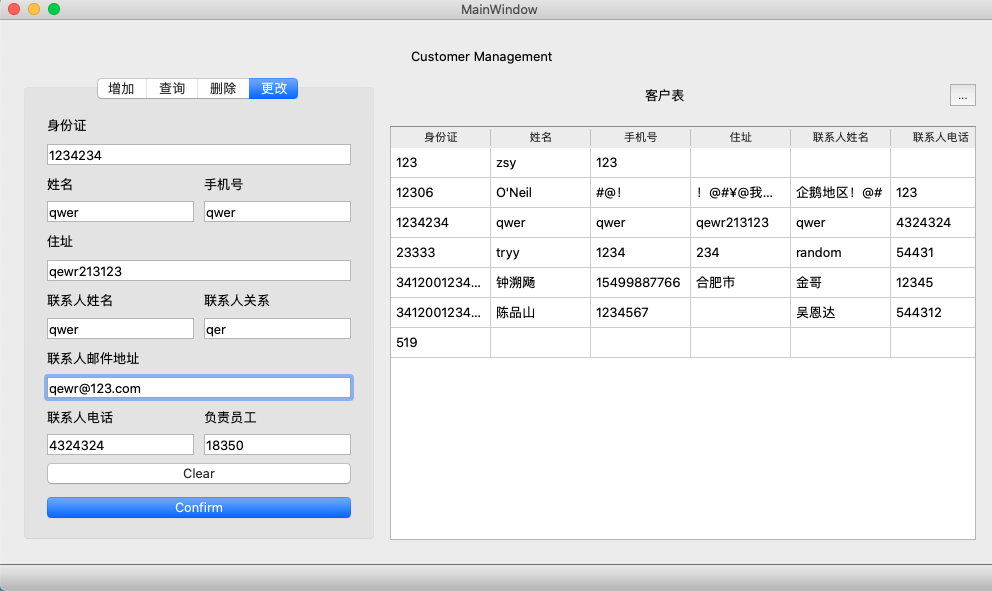 MainWindow
Customer Management
增加 查询 删除 更改
客户表
...
身份证
1234234
姓名 手机号
qwer qwer
住址
qewr213123
联系人姓名 联系人关系
qwer qer
联系人邮件地址
qewr@123.com
联系人电话 负责员工
4324324 18350
Clear
Confirm
身份证 姓名 手机号 住址 联系人姓名 联系人电话
123 zsy 123
12306 O'Neil #@！ ！@#¥@我... 企鹅地区！@# 123
1234234 qwer qwer qewr213123 qwer 4324324
23333 tryy 1234 234 random 54431
3412001234... 钟溯飏 15499887766 合肥市 金哥 12345
3412001234... 陈品山 1234567 吴恩达 544312
519